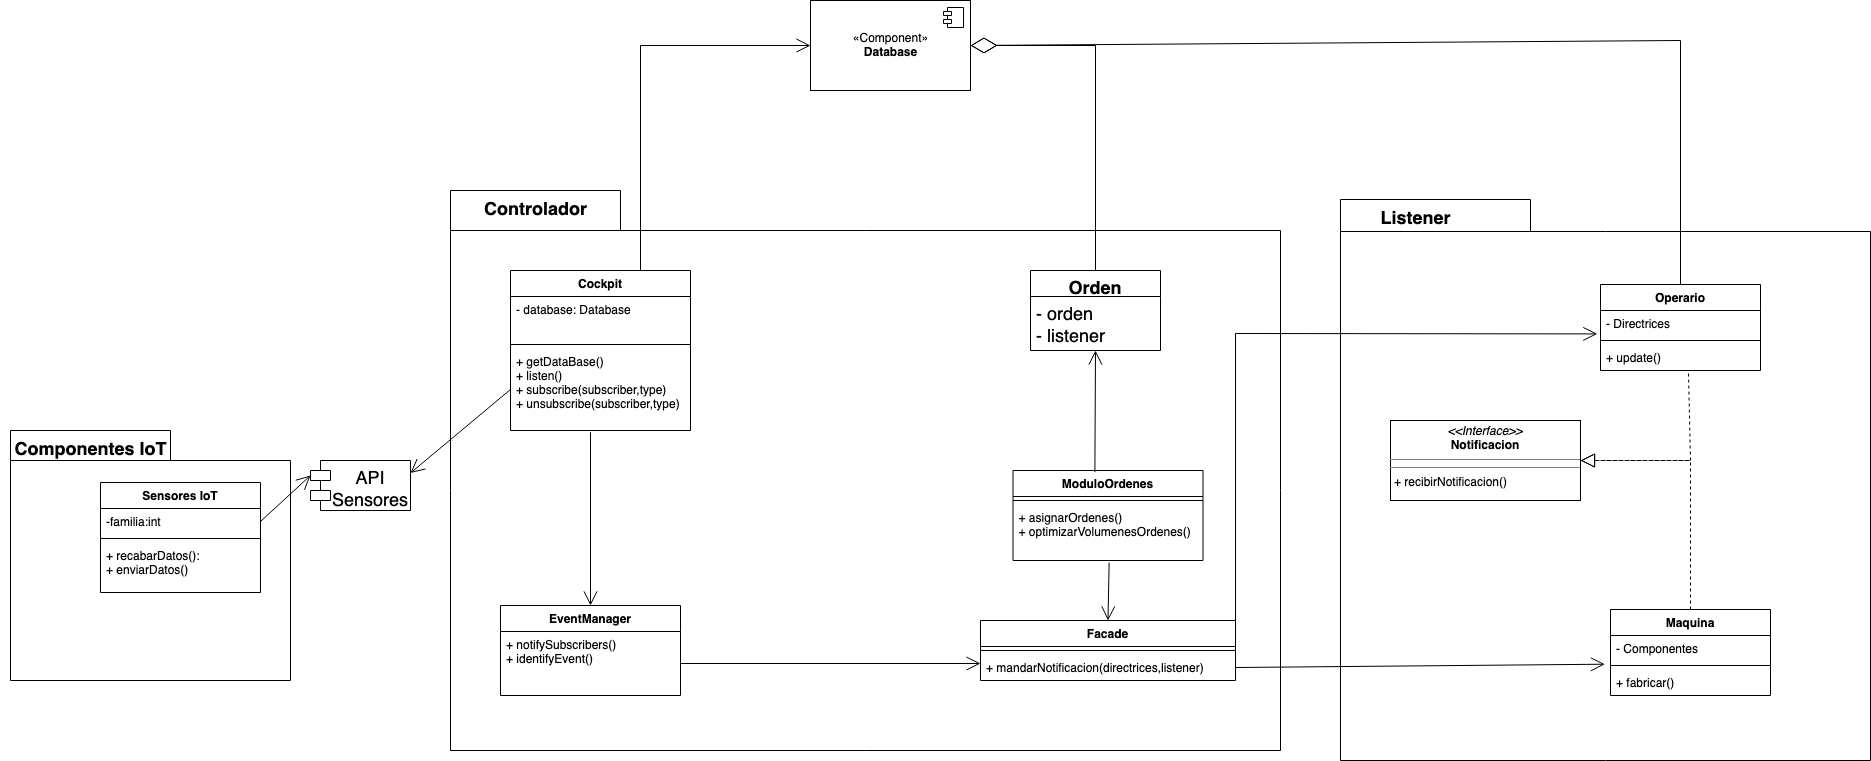 «Component»
Database
Controlador
Cockpit
- database: Database
+ getDataBase()
+ listen()
+ subscribe(subscriber,type)
+ unsubscribe(subscriber,type)
Orden
- orden
- listener
Listener
Operario
- Directrices
+ update()
<<Interface>>
Notificacion
+ recibirNotificacion()
Componentes IoT
Sensores IoT
-familia:int
+ recabarDatos():
+ enviarDatos()
API
Sensores
ModuloOrdenes
+ asignarOrdenes()
+ optimizarVolumenesOrdenes()
EventManager
+ notifySubscribers()
+ identifyEvent()
Facade
+ mandarNotificacion(directrices,listener)
Maquina
- Componentes
+ fabricar()